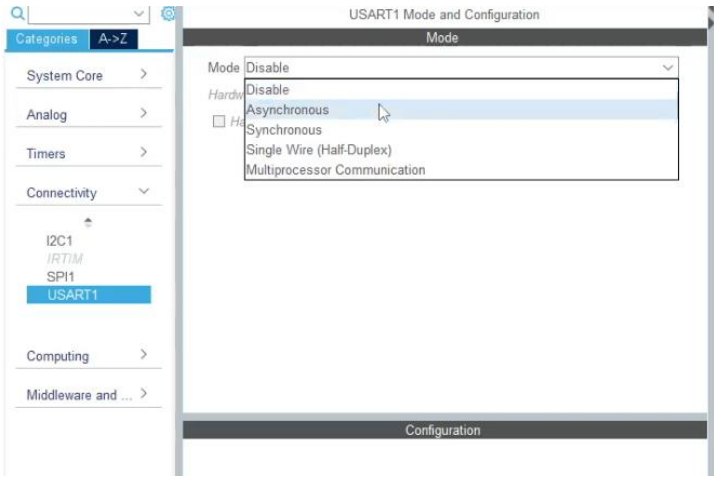 USART1 Mode and Configuration
Categories A->Z
Mode
System Core
Analog
Timers
Connectivity
I2C1
IRTIM
SPI1
USART1
Computing
Middleware and ...
Mode Disable
Disable
Asynchronous
Synchronous
Single Wire (Half-Duplex)
Multiprocessor Communication
Configuration